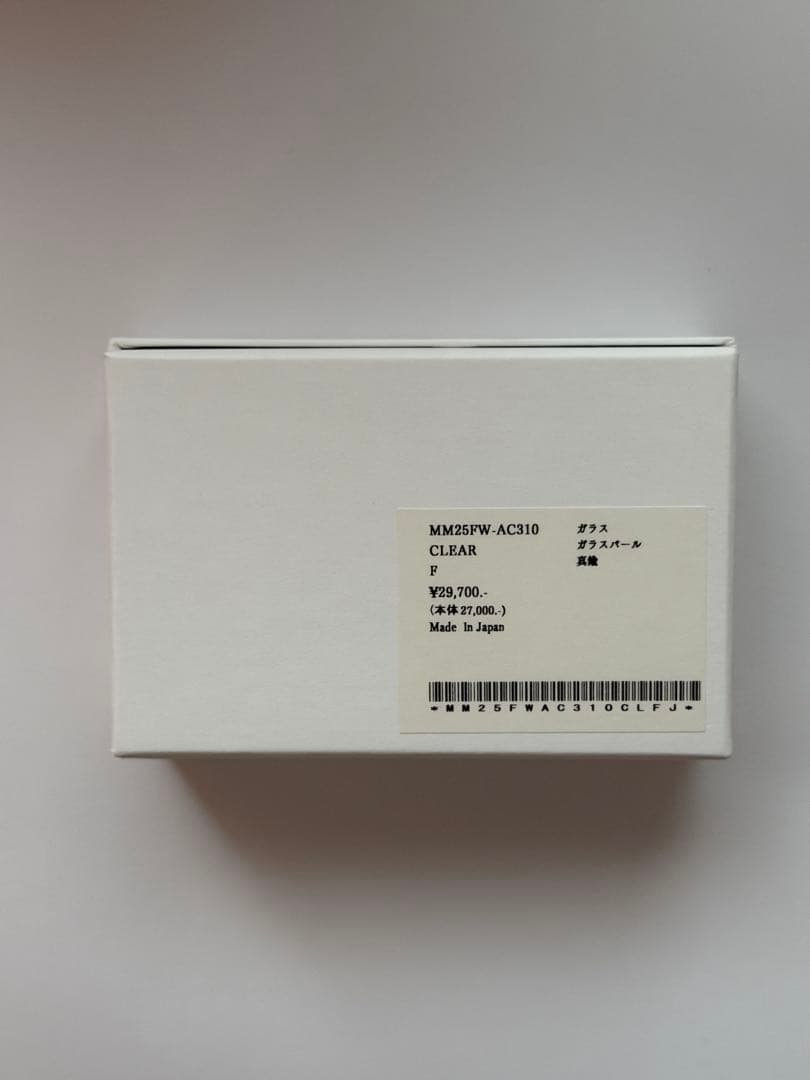 MM25FW-AC310
CLEAR
F
¥29,700.-
(本体 27,000.-)
Made In Japan
ガラス
ガラスパール
真鍮
*MM25FWAC310CLFJ*